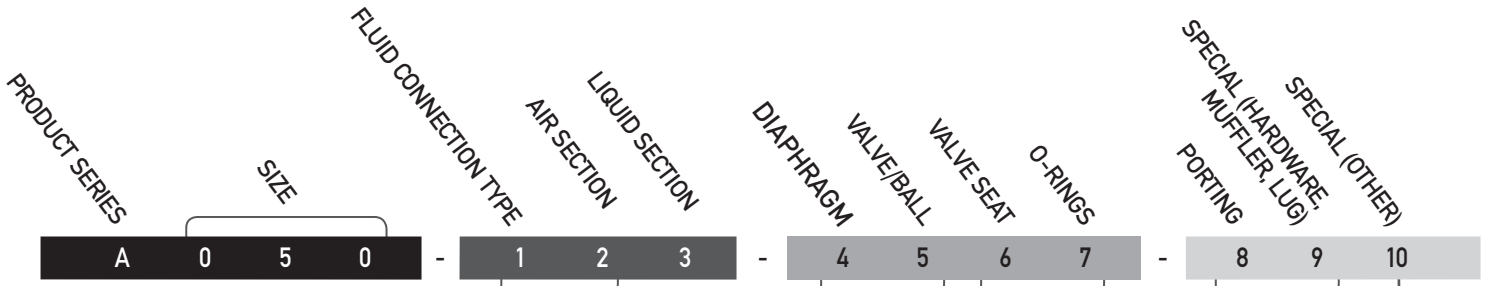 PRODUCT SERIES
SIZE
FLUID CONNECTION TYPE
AIR SECTION
LIQUID SECTION
DIAPHRAGM
VALVE/BALL
VALVE SEAT
O-RINGS
PORTING
SPECIAL (HARDWARE,
MUFFLER, LUG)
SPECIAL (OTHER)
A 0 5 0 - 1 2 3 - 4 5 6 7 - 8 9 10